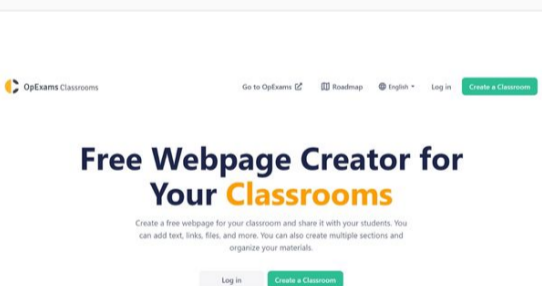 OpExams Classrooms
Go to OpExams
Roadmap
English
Log in
Create a Classroom
Free Webpage Creator for
Your Classrooms
Create a free webpage for your classroom and share it with your students. You
can add text, links, files, and more. You can also create multiple sections and
organize your materials.
Log in
Create a Classroom